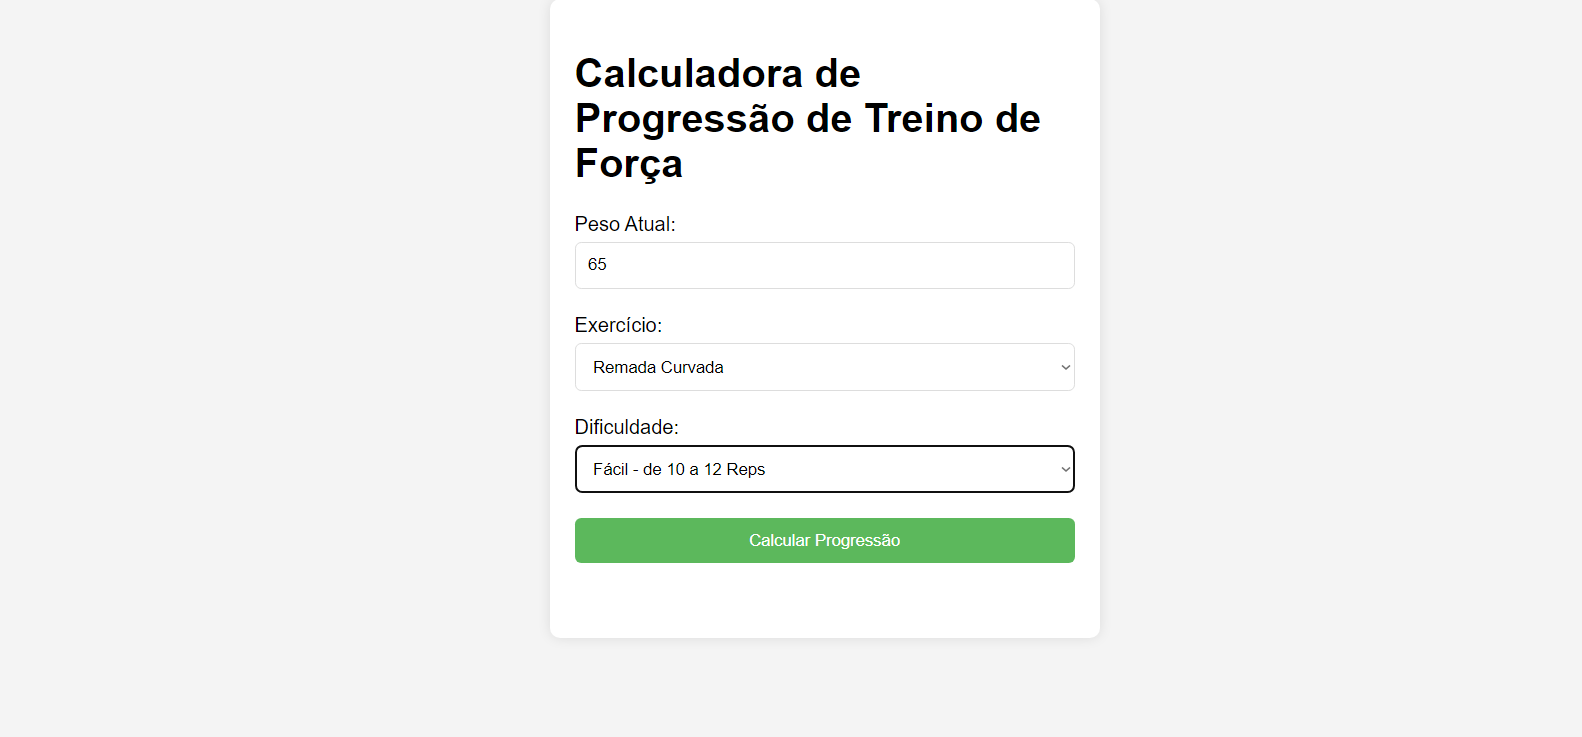 Calculadora de
Progressão de Treino de
Força
Peso Atual:
65
Exercício:
Remada Curvada
Dificuldade:
Fácil - de 10 a 12 Reps
Calcular Progressão